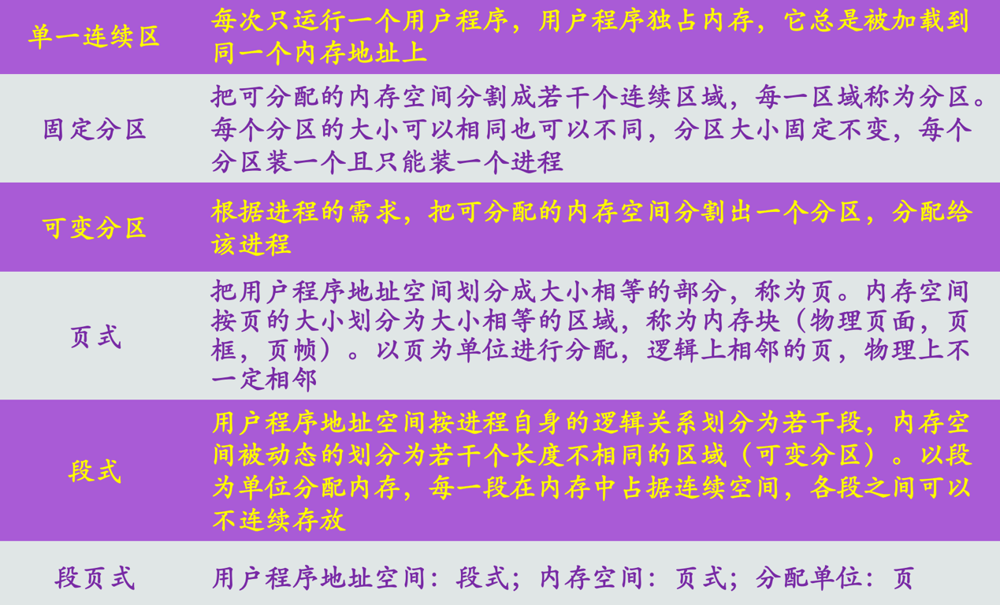 单一连续区
每次只运行一个用户程序，用户程序独占内存，它总是被加载到
同一个内存地址上
固定分区
把可分配的内存空间分割成若干个连续区域，每一区域称为分区。
每个分区的大小可以相同也可以不同，分区大小固定不变，每个
分区装一个且只能装一个进程
可变分区
根据进程的需求，把可分配的内存空间分割出一个分区，分配给
该进程
页式
把用户程序地址空间划分成大小相等的部分，称为页。内存空间
按页的大小划分为大小相等的区域，称为内存块（物理页面，页
框，页帧）。以页为单位进行分配，逻辑上相邻的页，物理上不
一定相邻
段式
用户程序地址空间按进程自身的逻辑关系划分为若干段，内存空
间被动态的划分为若干个长度不相同的区域（可变分区）。以段
为单位分配内存，每一段在内存中占据连续空间，各段之间可以
不连续存放
段页式
用户程序地址空间：段式；内存空间：页式；分配单位：页